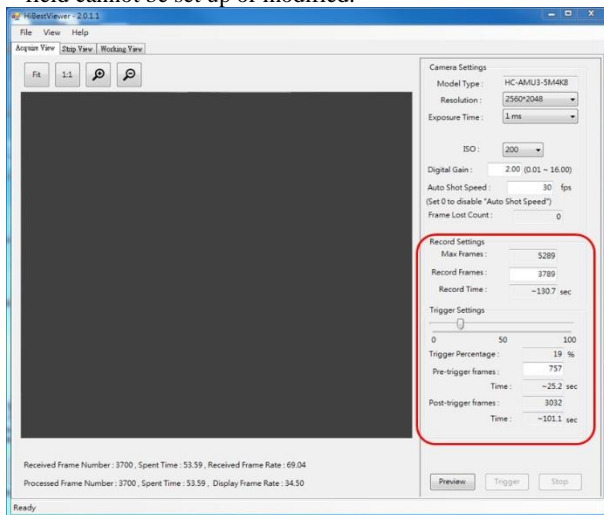 field cannot be set up or modified.
HiBestViewer - 2.0.1.1
File View Help
Acquire View Strip View Working View
Fit 1:1
Camera Settings
Model Type : HC-AMU3-5M4K8
Resolution : 2560*2048
Exposure Time : 1 ms
ISO : 200
Digital Gain : 2.00 (0.01 ~ 16.00)
Auto Shot Speed : 30 fps
(Set 0 to disable "Auto Shot Speed")
Frame Lost Count : 0
Record Settings
Max Frames : 5289
Record Frames : 3789
Record Time : ~130.7 sec
Trigger Settings
0 50 100
Trigger Percentage : 19 %
Pre-trigger frames : 757
Time : ~25.2 sec
Post-trigger frames : 3032
Time : ~101.1 sec
Received Frame Number : 3700 , Spent Time : 53.59 , Received Frame Rate : 69.04
Processed Frame Number : 3700 , Spent Time : 53.59 , Display Frame Rate : 34.50
Preview Trigger Stop
Ready